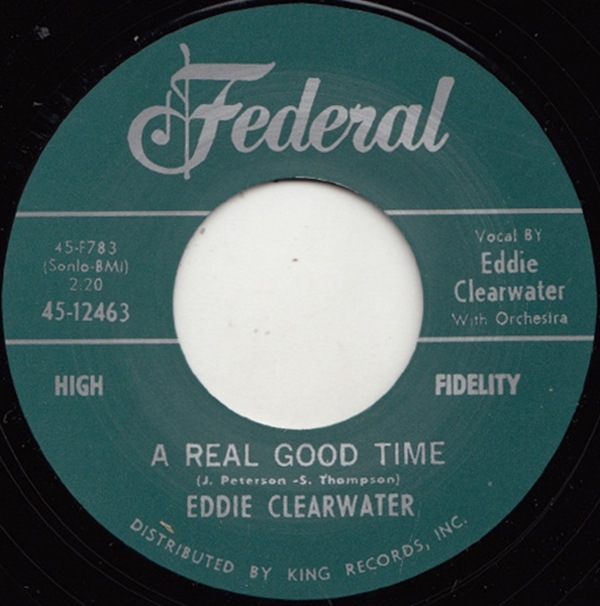 Federal
45-F783
(Sonlo-BMI)
2:20
45-12463
Vocal BY
Eddie
Clearwater
With Orchestra
HIGH FIDELITY
A REAL GOOD TIME
(J. Peterson -S. Thompson)
EDDIE CLEARWATER
DISTRIBUTED BY KING RECORDS, INC.